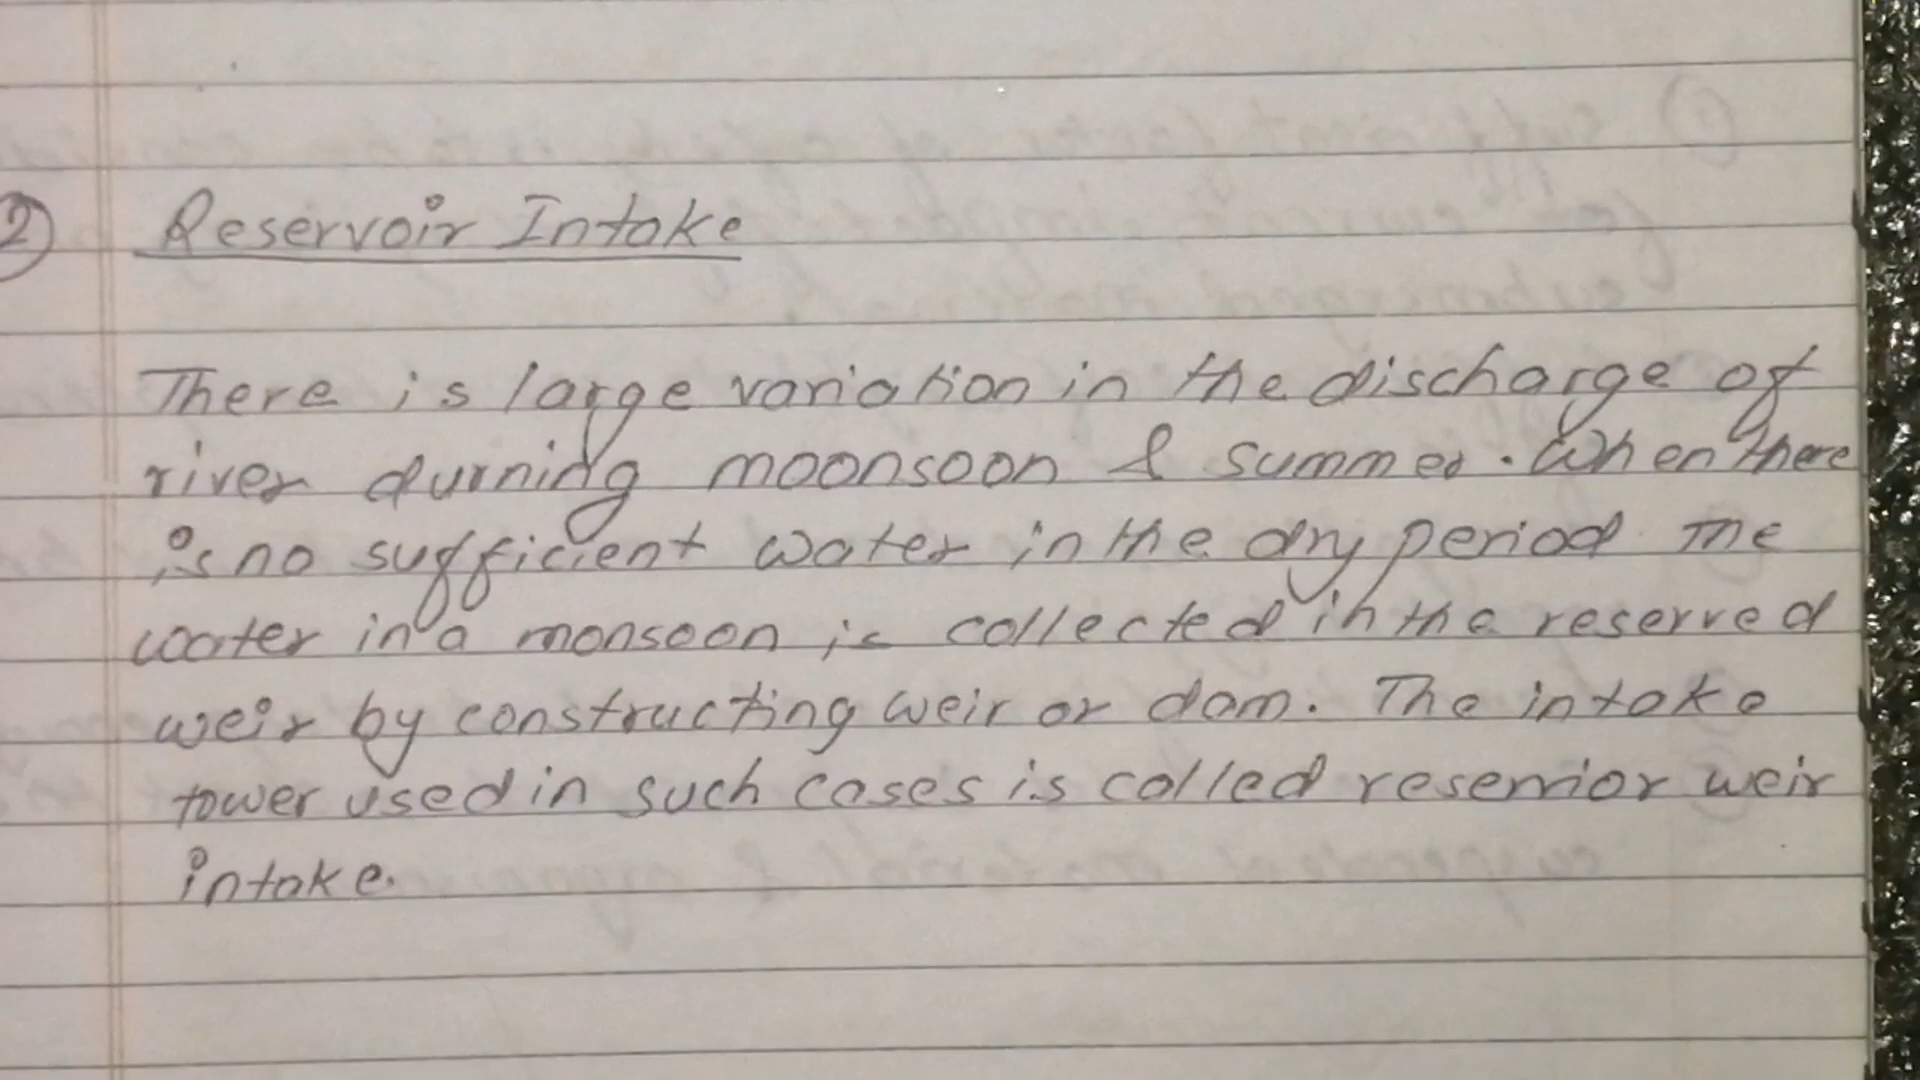 2 Reservoir Intake
There is large variation in the discharge of
river durning moonsoon & summer. When there
is no sufficient water in the dry period the
water in a monsoon is collected in the reserved
weir by constructing weir or dam. The intake
tower used in such cases is called reservior weir
intake.